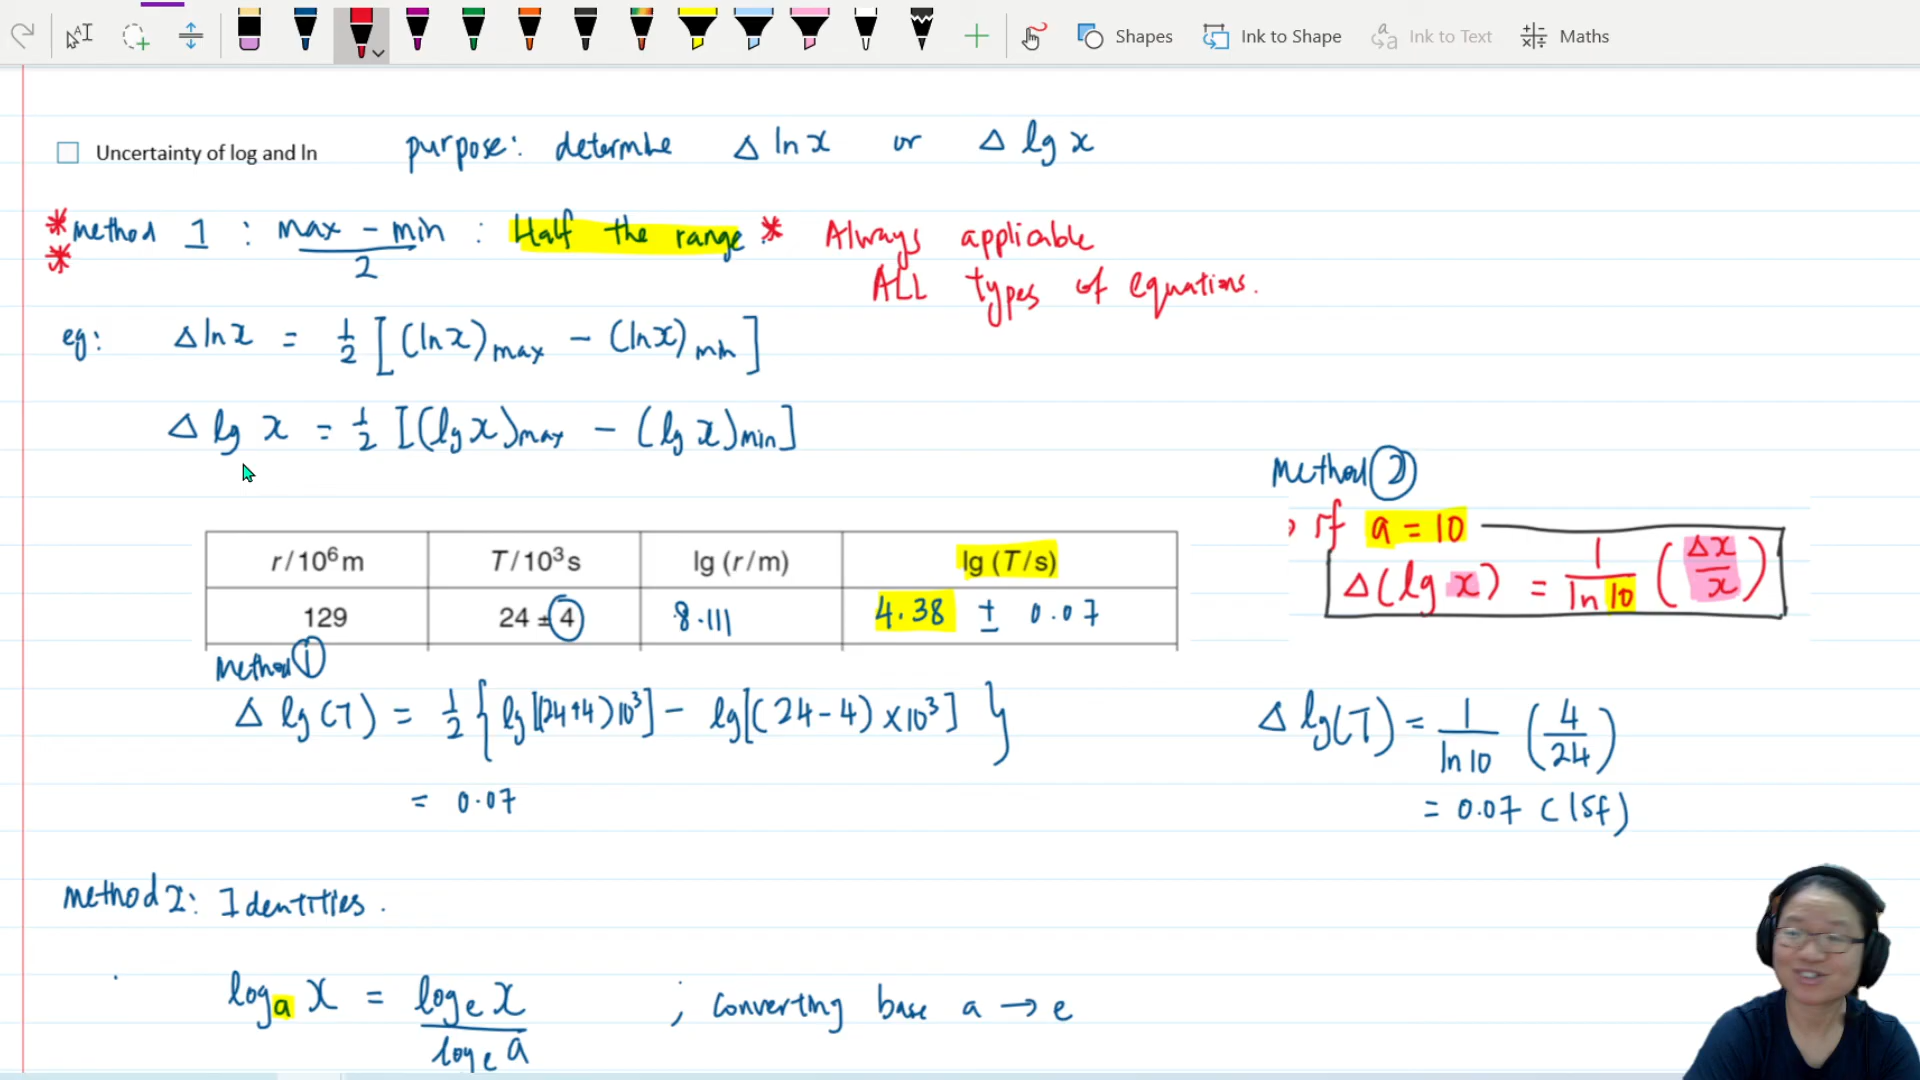 Shapes Ink to Shape Ink to Text Maths
Uncertainty of log and ln purpose: determine Δ ln x or Δ lg x
** method 1 : max - min / 2 : Half the range. * Always applicable
ALL types of equations.
eg: Δ ln x = 1/2 [(ln x)max - (ln x)min]
Δ lg x = 1/2 [(lg x)max - (lg x)min]
Method ②
, if a = 10
Δ(lg x) = 1/ln 10 (Δx/x)
r/10⁶m T/10³s lg (r/m) lg (T/s)
129 24 ± 4 8.111 4.38 ± 0.07
Method ①
Δ lg(T) = 1/2 { lg[(24+4)10³] - lg[(24-4)×10³] }
= 0.07
Δ lg(T) = 1/ln 10 (4/24)
= 0.07 (1sf)
method 2: Identities.
logₐ x = logₑ x / logₑ a ; converting base a → e